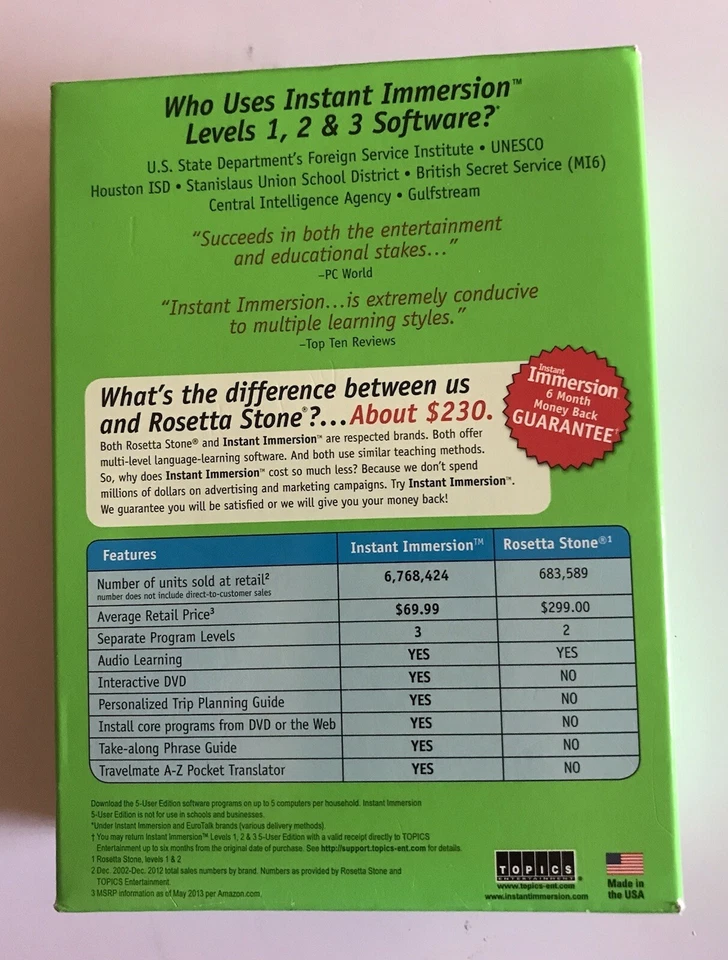 Who Uses Instant Immersion™
Levels 1, 2 & 3 Software?*
U.S. State Department's Foreign Service Institute • UNESCO
Houston ISD • Stanislaus Union School District • British Secret Service (MI6)
Central Intelligence Agency • Gulfstream
"Succeeds in both the entertainment
and educational stakes..."
–PC World
"Instant Immersion...is extremely conducive
to multiple learning styles."
–Top Ten Reviews
What's the difference between us
and Rosetta Stone®?...About $230.
Both Rosetta Stone® and Instant Immersion™ are respected brands. Both offer
multi-level language-learning software. And both use similar teaching methods.
So, why does Instant Immersion™ cost so much less? Because we don't spend
millions of dollars on advertising and marketing campaigns. Try Instant Immersion™.
We guarantee you will be satisfied or we will give you your money back!
Instant
Immersion
6 Month
Money Back
GUARANTEE†
Features Instant Immersion™ Rosetta Stone®1
Number of units sold at retail² 6,768,424 683,589
number does not include direct-to-customer sales
Average Retail Price³ $69.99 $299.00
Separate Program Levels 3 2
Audio Learning YES YES
Interactive DVD YES NO
Personalized Trip Planning Guide YES NO
Install core programs from DVD or the Web YES NO
Take-along Phrase Guide YES NO
Travelmate A-Z Pocket Translator YES NO
Download the 5-User Edition software programs on up to 5 computers per household. Instant Immersion
5-User Edition is not for use in schools and businesses.
*Under Instant Immersion and EuroTalk brands (various delivery methods).
† You may return Instant Immersion™ Levels 1, 2 & 3 5-User Edition with a valid receipt directly to TOPICS
Entertainment up to six months from the original date of purchase. See http://support.topics-ent.com for details.
1 Rosetta Stone, levels 1 & 2
2 Dec. 2002-Dec. 2012 total sales numbers by brand. Numbers as provided by Rosetta Stone and
TOPICS Entertainment.
3 MSRP information as of May 2013 per Amazon.com.
TOPICS
ENTERTAINMENT
www.topics-ent.com
www.instantimmersion.com
Made in
the USA